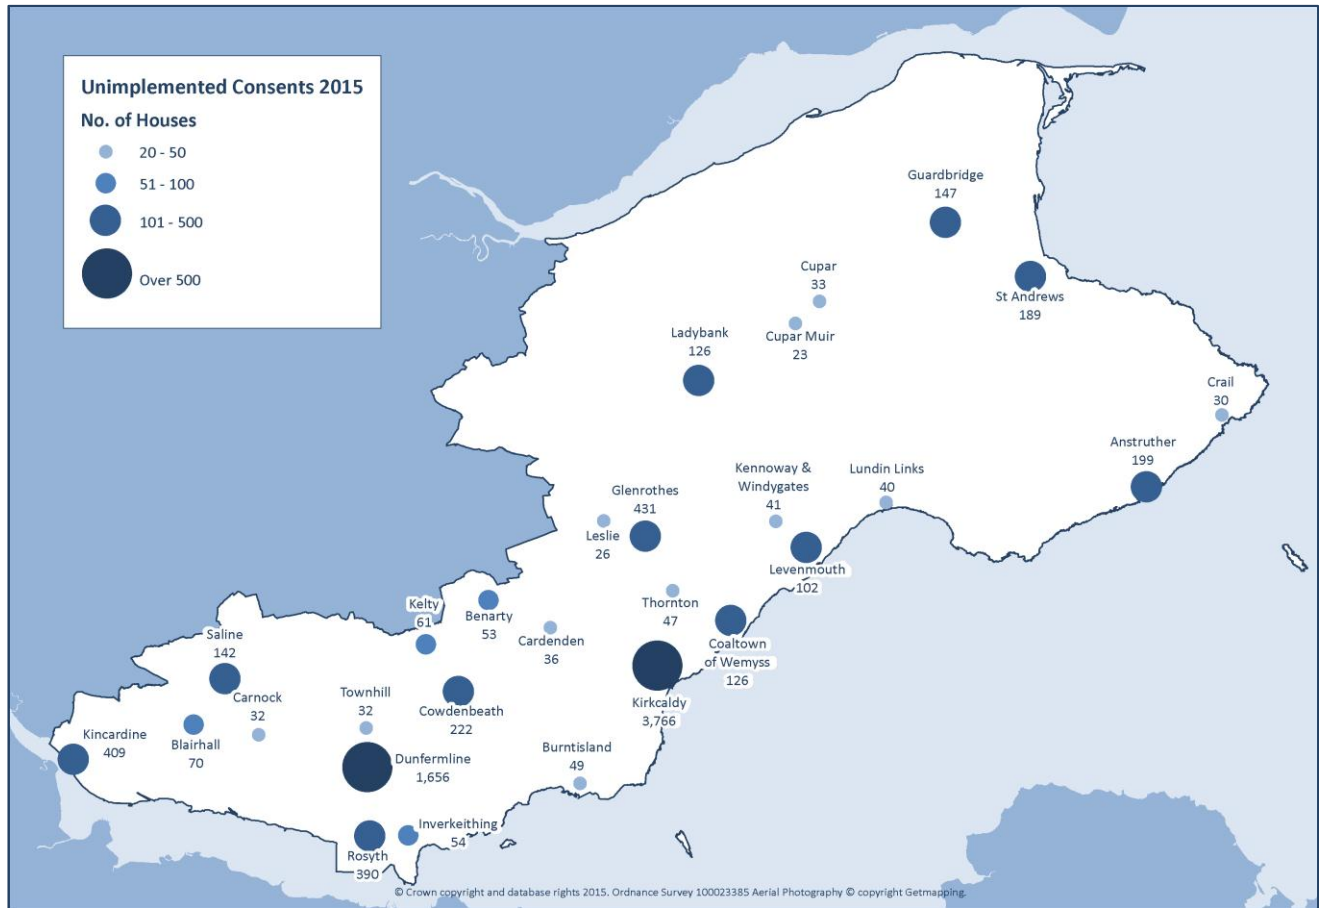 Unimplemented Consents 2015
No. of Houses
20 - 50
51 - 100
101 - 500
Over 500
Guardbridge
147
Cupar
33
St Andrews
189
Cupar Muir
23
Ladybank
126
Crail
30
Anstruther
199
Kennoway &
Windygates
41
Lundin Links
40
Glenrothes
431
Leslie
26
Levenmouth
102
Thornton
47
Kelty
61
Benarty
53
Cardenden
36
Coaltown
of Wemyss
126
Saline
142
Carnock
32
Townhill
32
Cowdenbeath
222
Kirkcaldy
3,766
Kincardine
409
Blairhall
70
Dunfermline
1,656
Burntisland
49
Inverkeithing
54
Rosyth
390
© Crown copyright and database rights 2015. Ordnance Survey 100023385 Aerial Photography © copyright Getmapping.